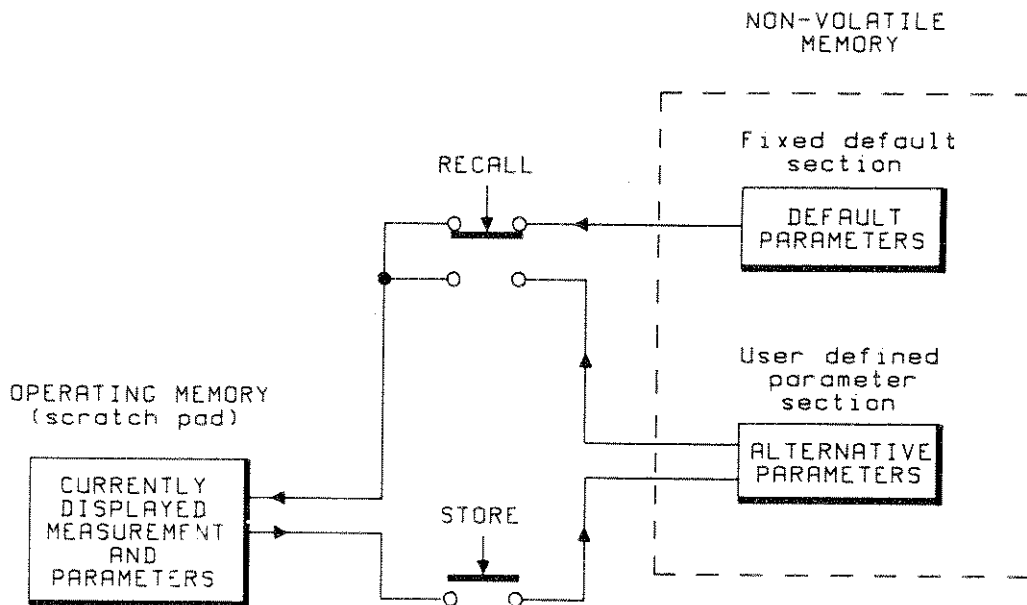 NON-VOLATILE
MEMORY
Fixed default
section
RECALL
DEFAULT
PARAMETERS
User defined
parameter
section
OPERATING MEMORY
(scratch pad)
ALTERNATIVE
PARAMETERS
CURRENTLY
DISPLAYED
MEASUREMENT
AND
PARAMETERS
STORE